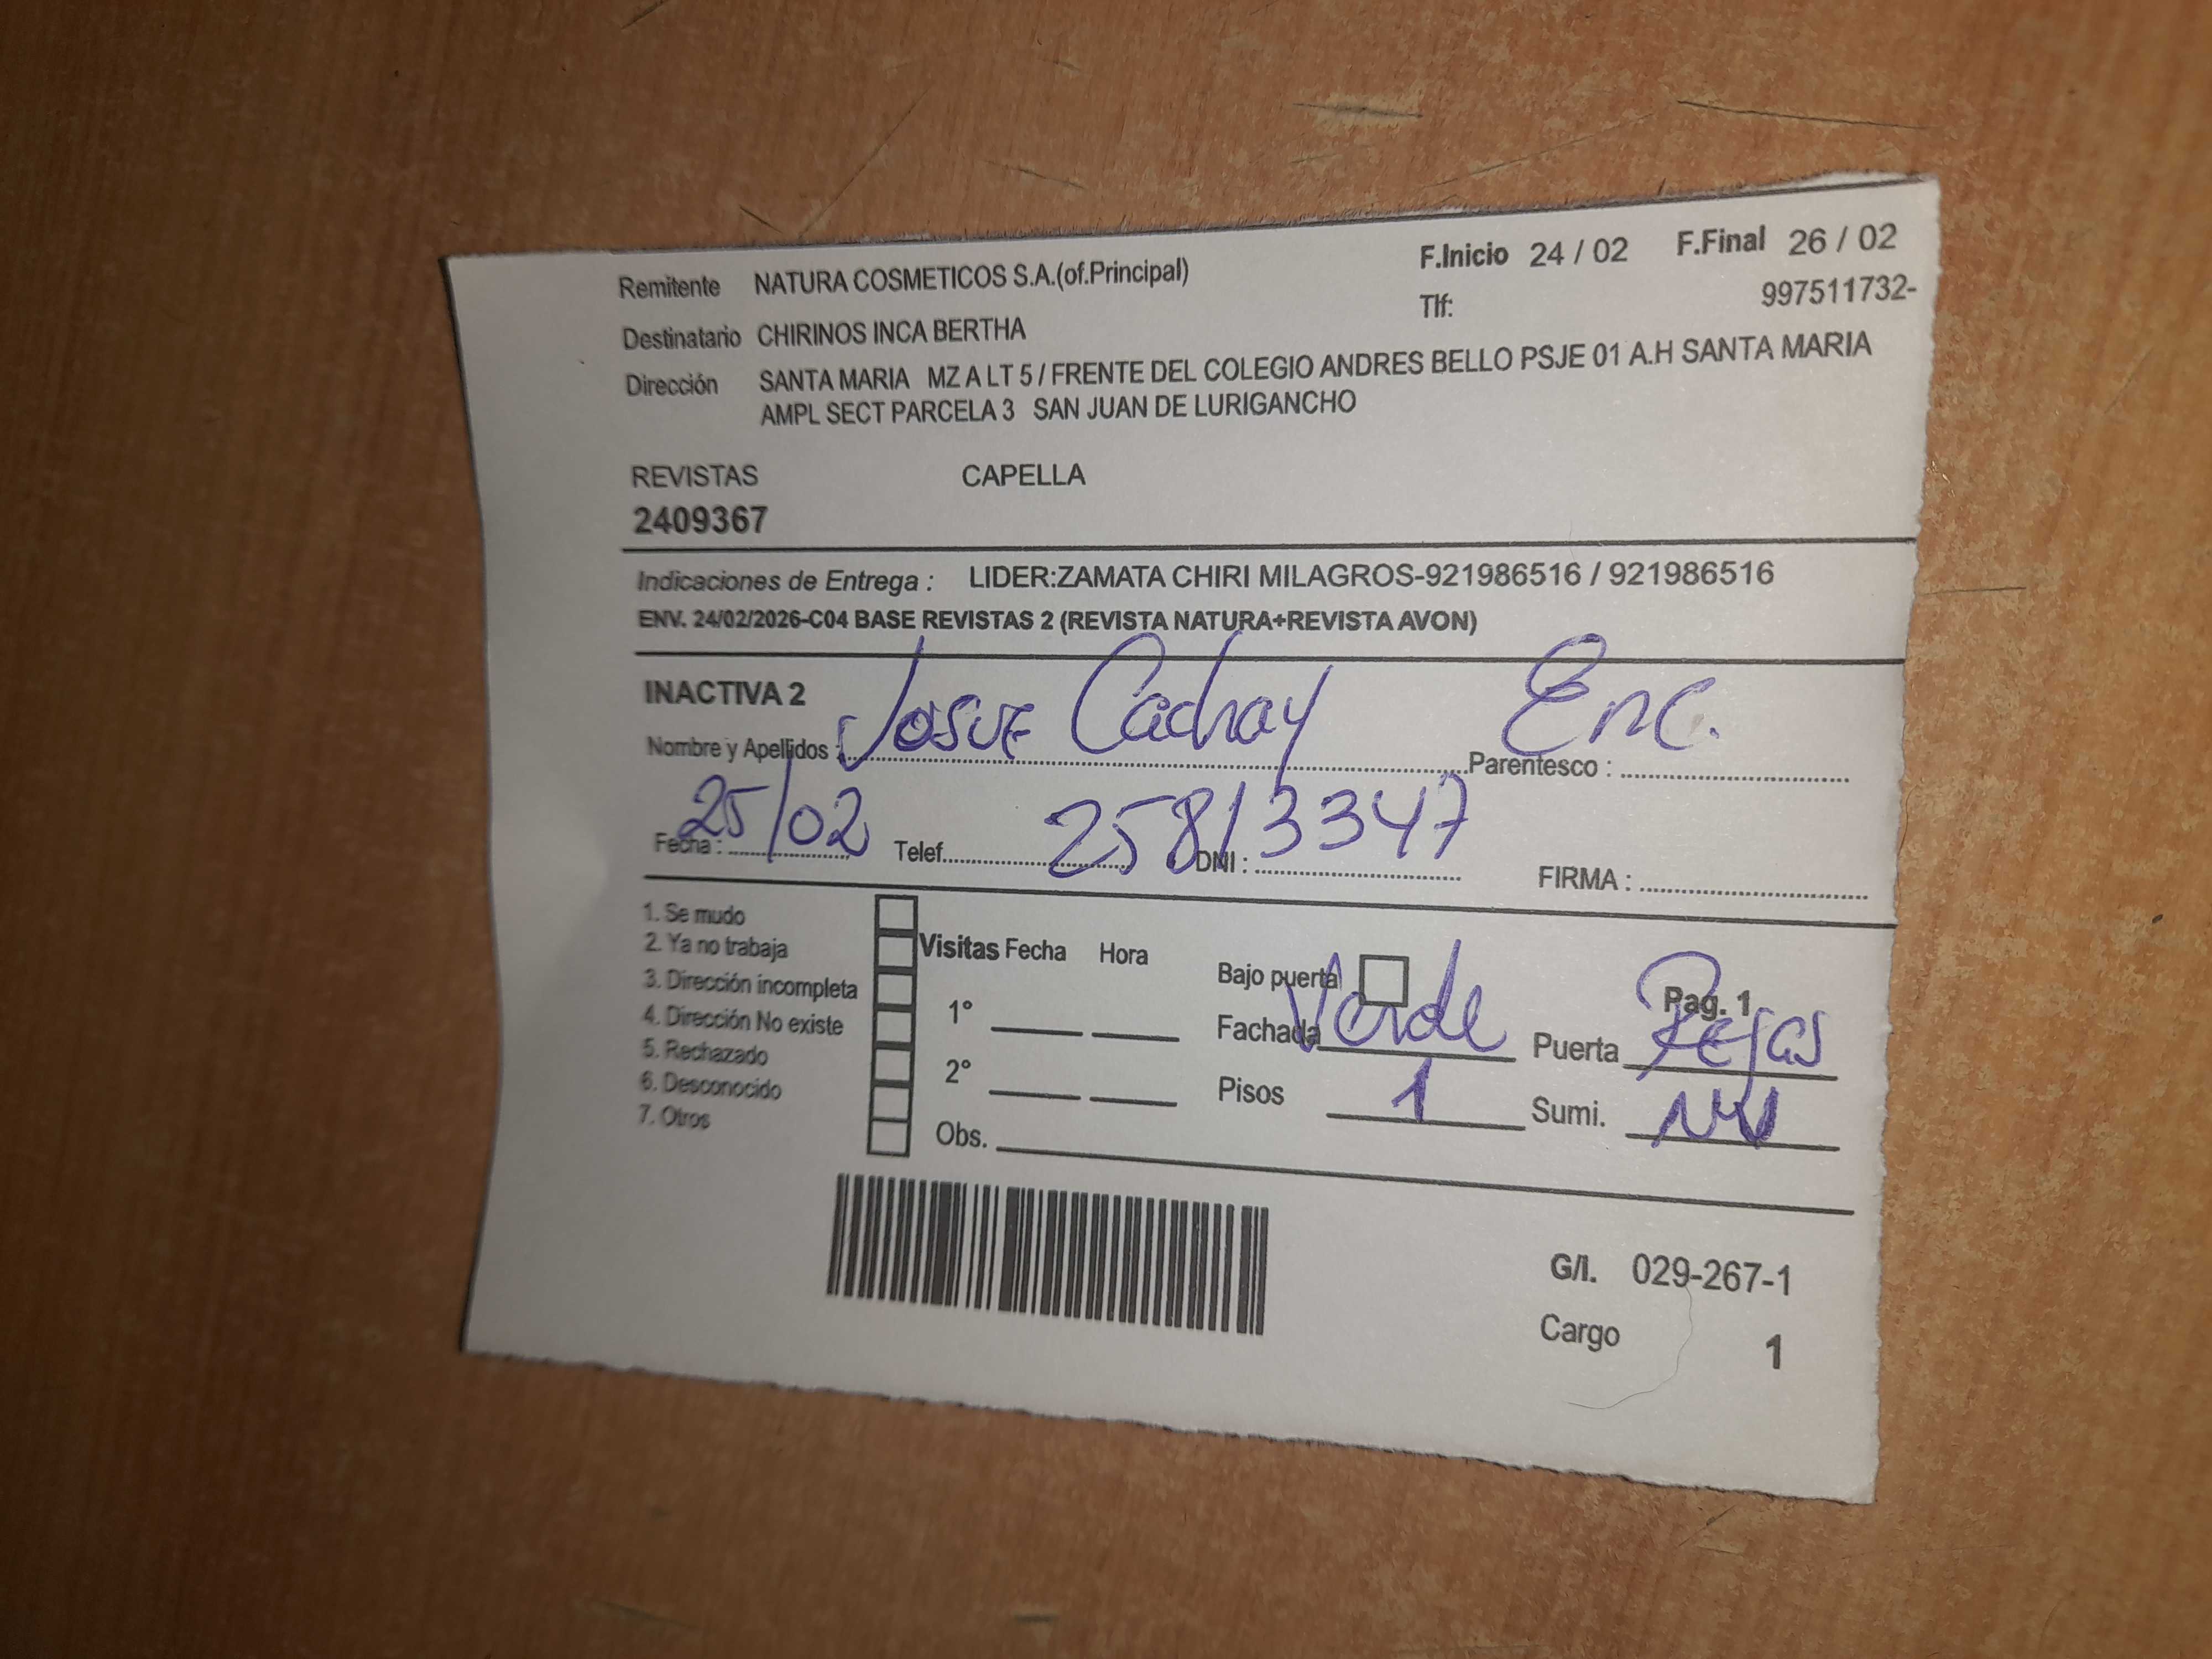 Remitente NATURA COSMETICOS S.A.(of.Principal) F.Inicio 24 / 02 F.Final 26 / 02
Tlf: 997511732-
Destinatario CHIRINOS INCA BERTHA
Dirección SANTA MARIA MZ A LT 5 / FRENTE DEL COLEGIO ANDRES BELLO PSJE 01 A.H SANTA MARIA
AMPL SECT PARCELA 3 SAN JUAN DE LURIGANCHO
REVISTAS CAPELLA
2409367
Indicaciones de Entrega : LIDER:ZAMATA CHIRI MILAGROS-921986516 / 921986516
ENV. 24/02/2026-C04 BASE REVISTAS 2 (REVISTA NATURA+REVISTA AVON)
INACTIVA 2
Nombre y Apellidos : Josue Cachay Parentesco : Enc.
Fecha : 25/02 Telef. DNI : 25813347 FIRMA :
1. Se mudo
2. Ya no trabaja
3. Dirección incompleta
4. Dirección No existe
5. Rechazado
6. Desconocido
7. Otros
Visitas Fecha Hora
1°
2°
Obs.
Bajo puerta Pag. 1
Fachada Verde Puerta Rejas
Pisos 1 Sumi.
G/I. 029-267-1
Cargo 1